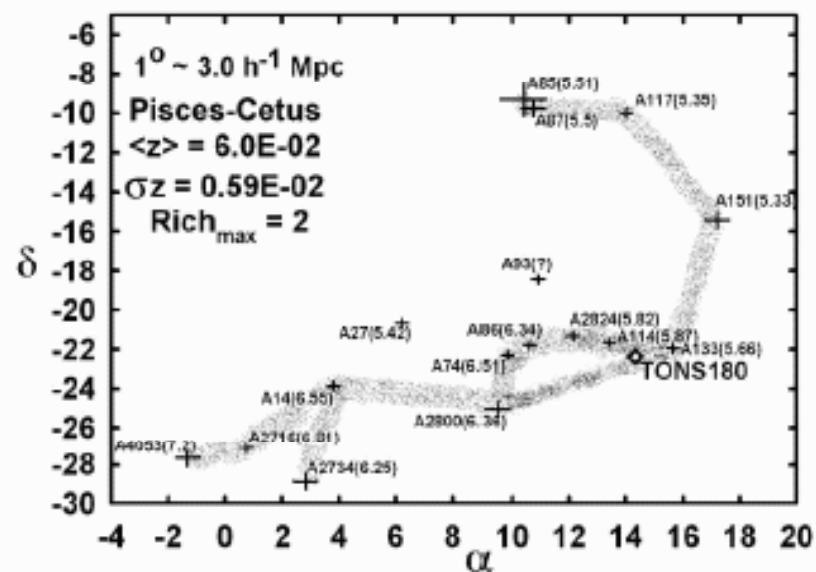 -6
-8
-10
-12
-14
-16
-18
-20
-22
-24
-26
-28
-30
δ
1° ~ 3.0 h-1 Mpc
Pisces-Cetus
<z> = 6.0E-02
σz = 0.59E-02
Richmax = 2
A85(5.51)
A87(5.5)
A117(5.35)
A151(5.33)
A93(?)
A27(5.42)
A86(6.34)
A2824(5.82)
A114(5.87)
A74(6.51)
A133(5.66)
TONS180
A14(6.55)
A2800(6.36)
A4053(7.2)
A2716(6.81)
A2734(6.25)
-4 -2 0 2 4 6 8 10 12 14 16 18 20
α